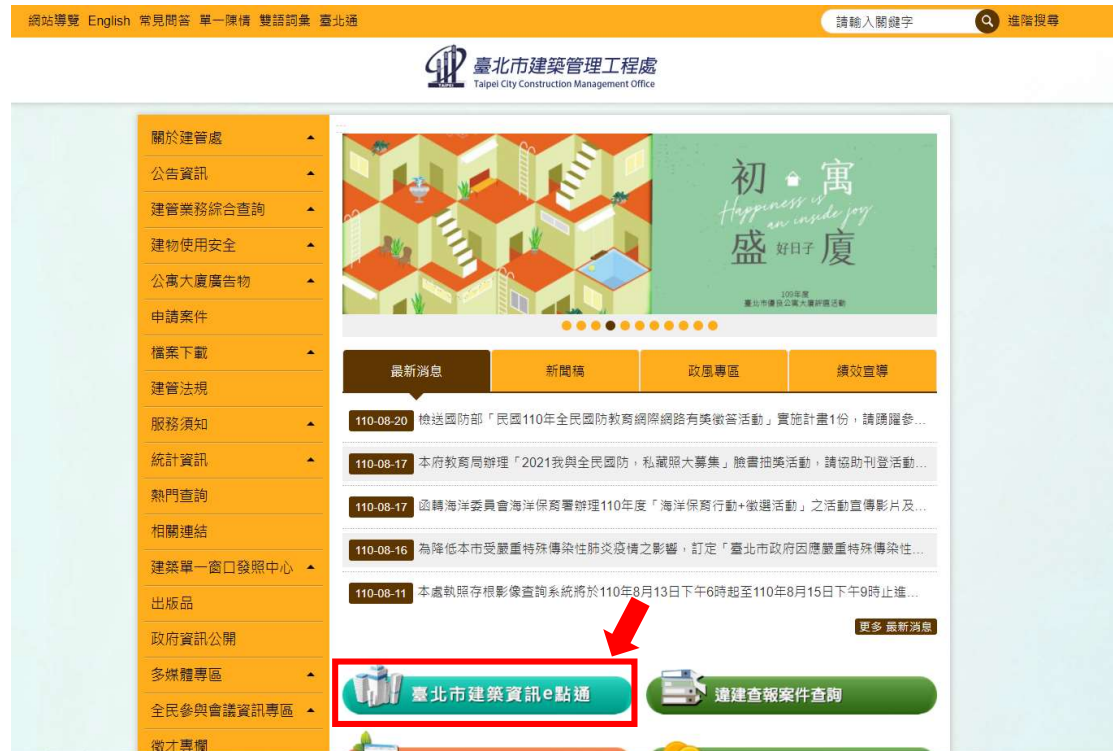 網站導覽 English 常見問答 單一陳情 雙語詞彙 臺北通
請輸入關鍵字
進階搜尋
臺北市建築管理工程處
Taipei City Construction Management Office
TAIPEI
關於建管處
公告資訊
建管業務綜合查詢
建物使用安全
公寓大廈廣告物
申請案件
檔案下載
建管法規
服務須知
統計資訊
熱門查詢
相關連結
建築單一窗口發照中心
出版品
政府資訊公開
多媒體專區
全民參與會議資訊專區
徵才專欄
初寓
Happiness is
an inside joy
盛好日子廈
109年度
臺北市優良公寓大廈評選活動
最新消息 新聞稿 政風專區 績效宣導
110-08-20 檢送國防部「民國110年全民國防教育網際網路有獎徵答活動」實施計畫1份，請踴躍參...
110-08-17 本府教育局辦理「2021我與全民國防，私藏照大募集」臉書抽獎活動，請協助刊登活動...
110-08-17 函轉海洋委員會海洋保育署辦理110年度「海洋保育行動+徵選活動」之活動宣傳影片及...
110-08-16 為降低本市受嚴重特殊傳染性肺炎疫情之影響，訂定「臺北市政府因應嚴重特殊傳染性...
110-08-11 本處執照存根影像查詢系統將於110年8月13日下午6時起至110年8月15日下午9時止進...
更多 最新消息
臺北市建築資訊e點通
違建查報案件查詢